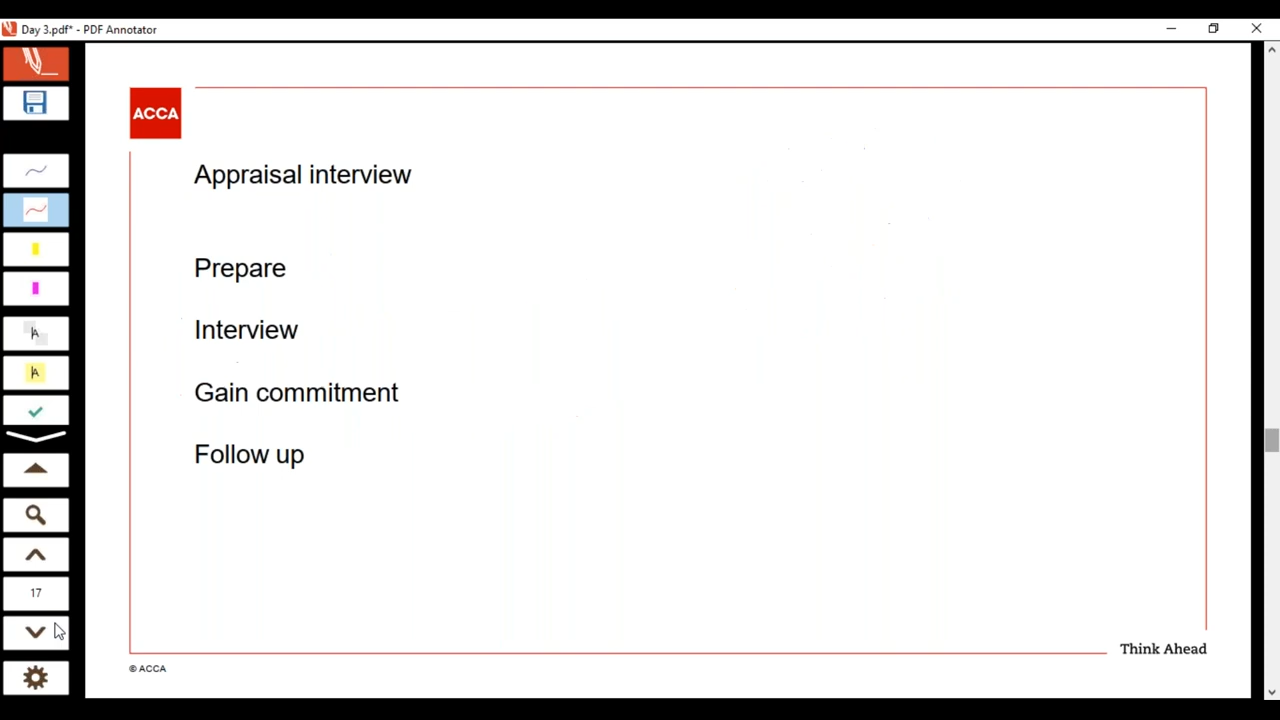 Day 3.pdf* - PDF Annotator
ACCA
Appraisal interview
Prepare
Interview
Gain commitment
Follow up
A
A
17
Think Ahead
© ACCA